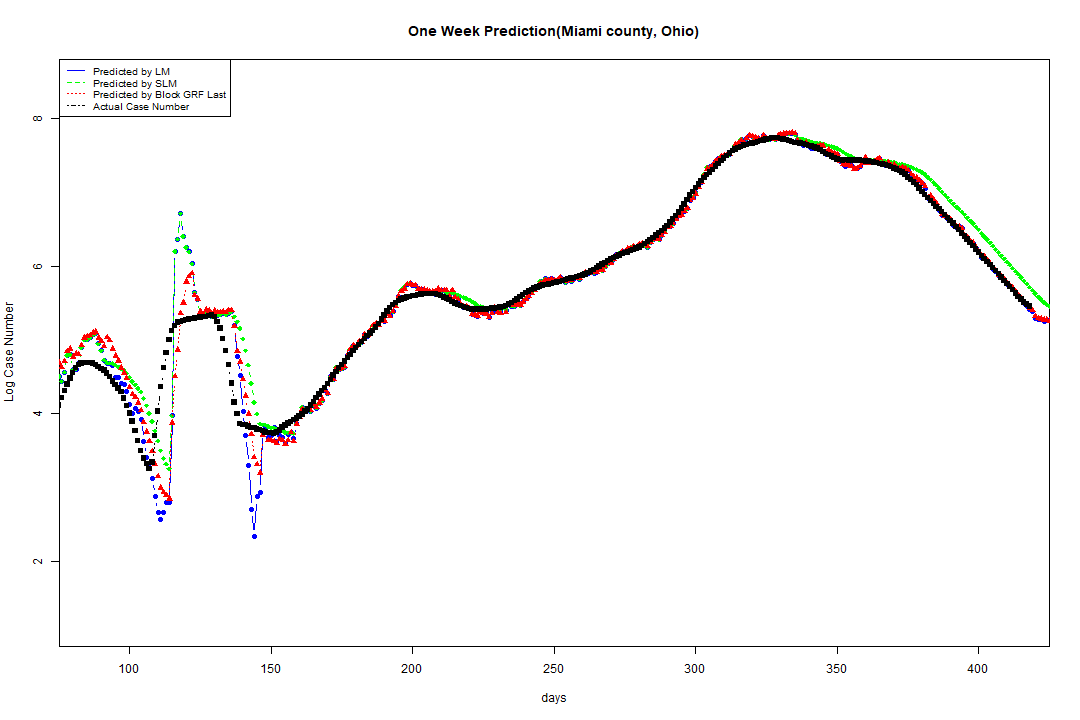 One Week Prediction(Miami county, Ohio)
Predicted by LM
Predicted by SLM
Predicted by Block GRF Last
Actual Case Number
8
6
4
2
Log Case Number
100 150 200 250 300 350 400
days